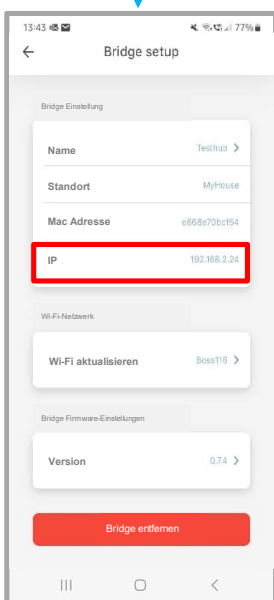 13:43 77%
Bridge setup
Bridge Einstellung
Name Testhub >
Standort MyHouse
Mac Adresse e868e70bcf54
IP 192.168.2.24
Wi-Fi-Netzwerk
Wi-Fi aktualisieren Boss116 >
Bridge Firmware-Einstellungen
Version 0.7.4 >
Bridge entfernen